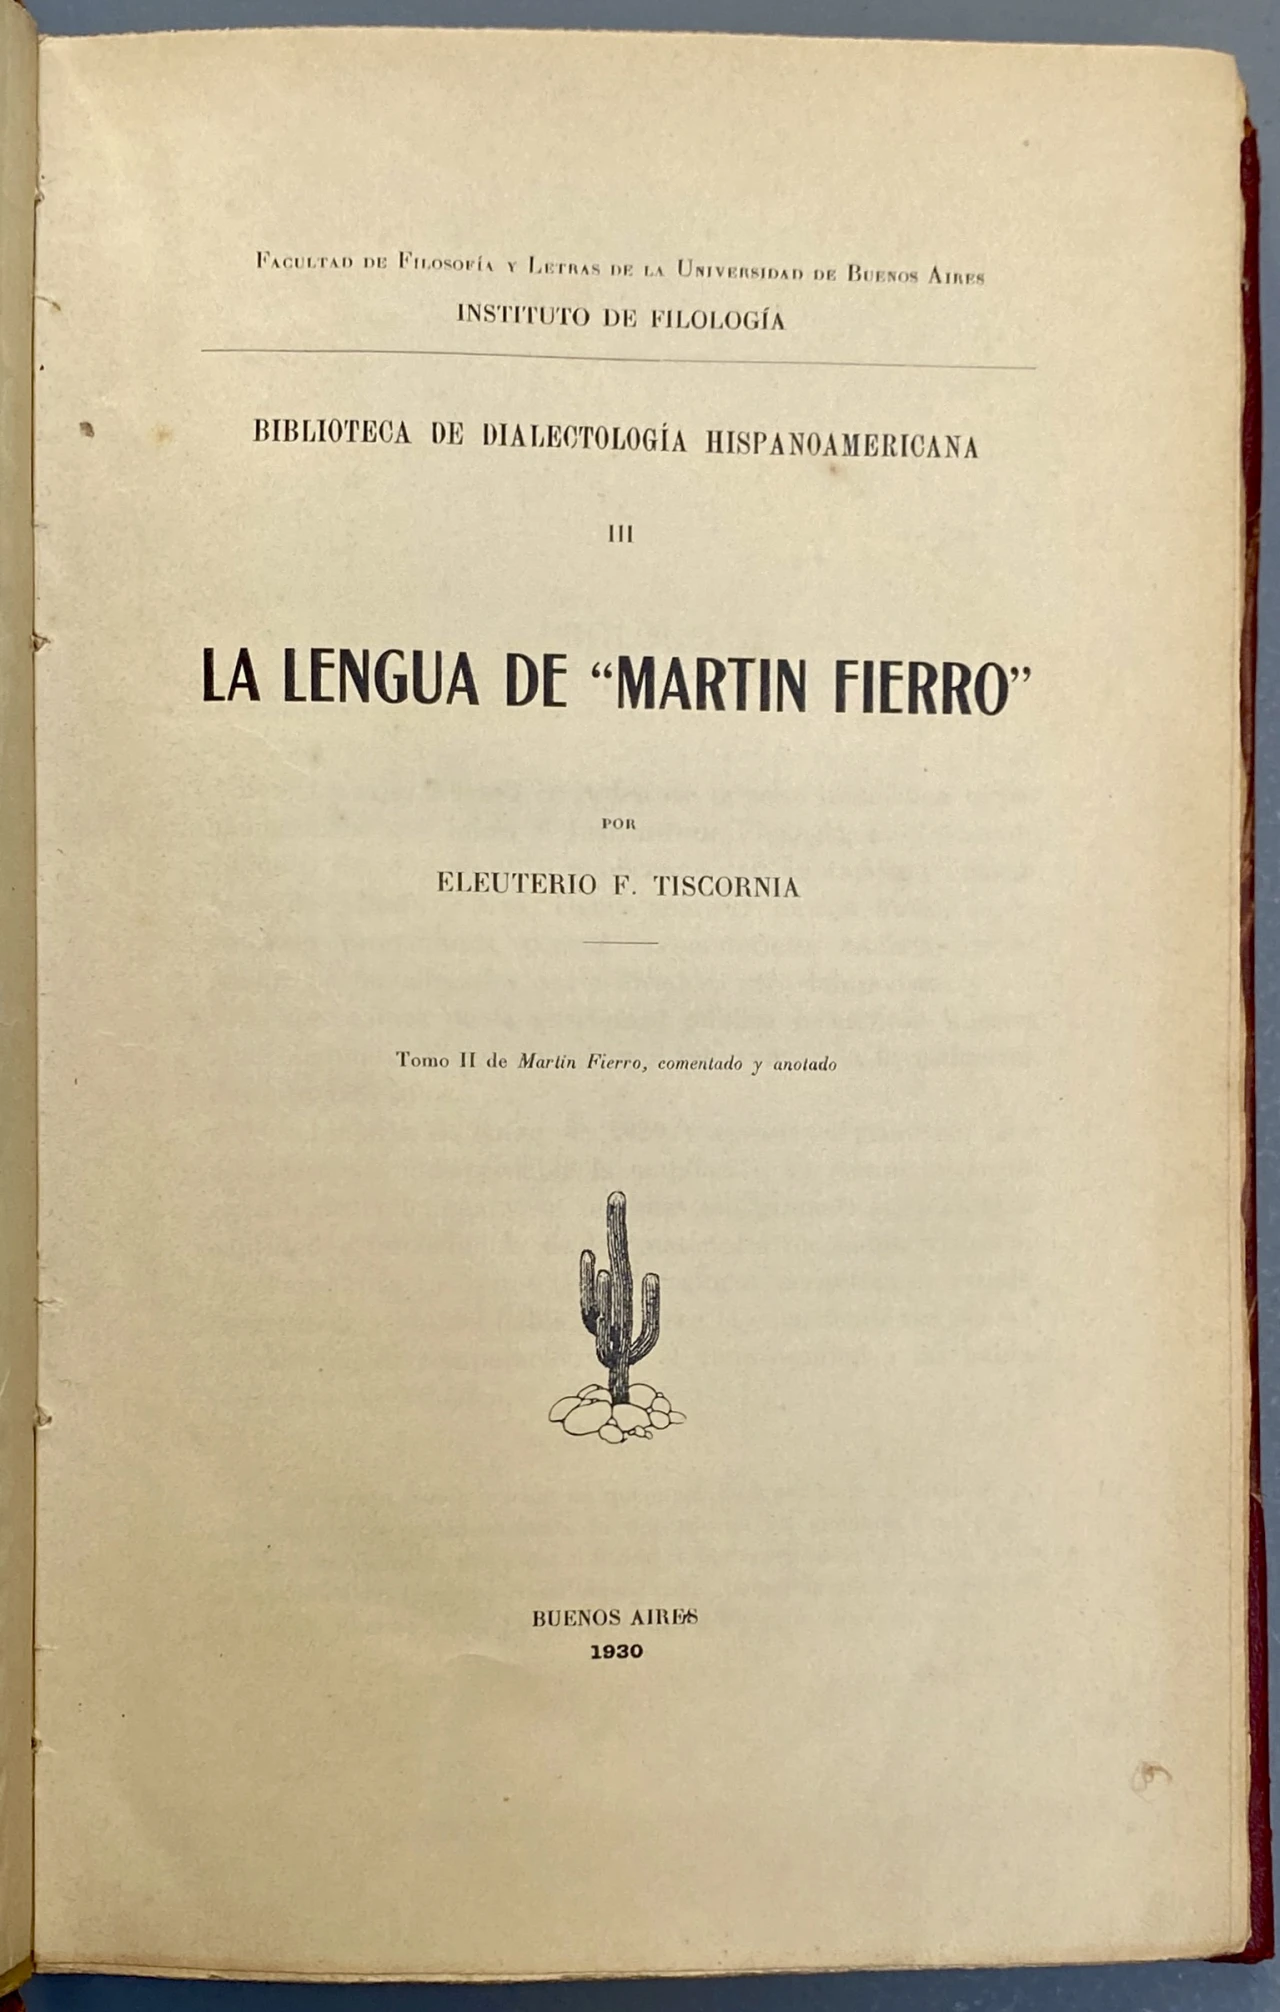 Facultad de Filosofía y Letras de la Universidad de Buenos Aires
INSTITUTO DE FILOLOGÍA
BIBLIOTECA DE DIALECTOLOGÍA HISPANOAMERICANA
III
LA LENGUA DE “MARTIN FIERRO”
POR
ELEUTERIO F. TISCORNIA
Tomo II de Martín Fierro, comentado y anotado
BUENOS AIRES
1930